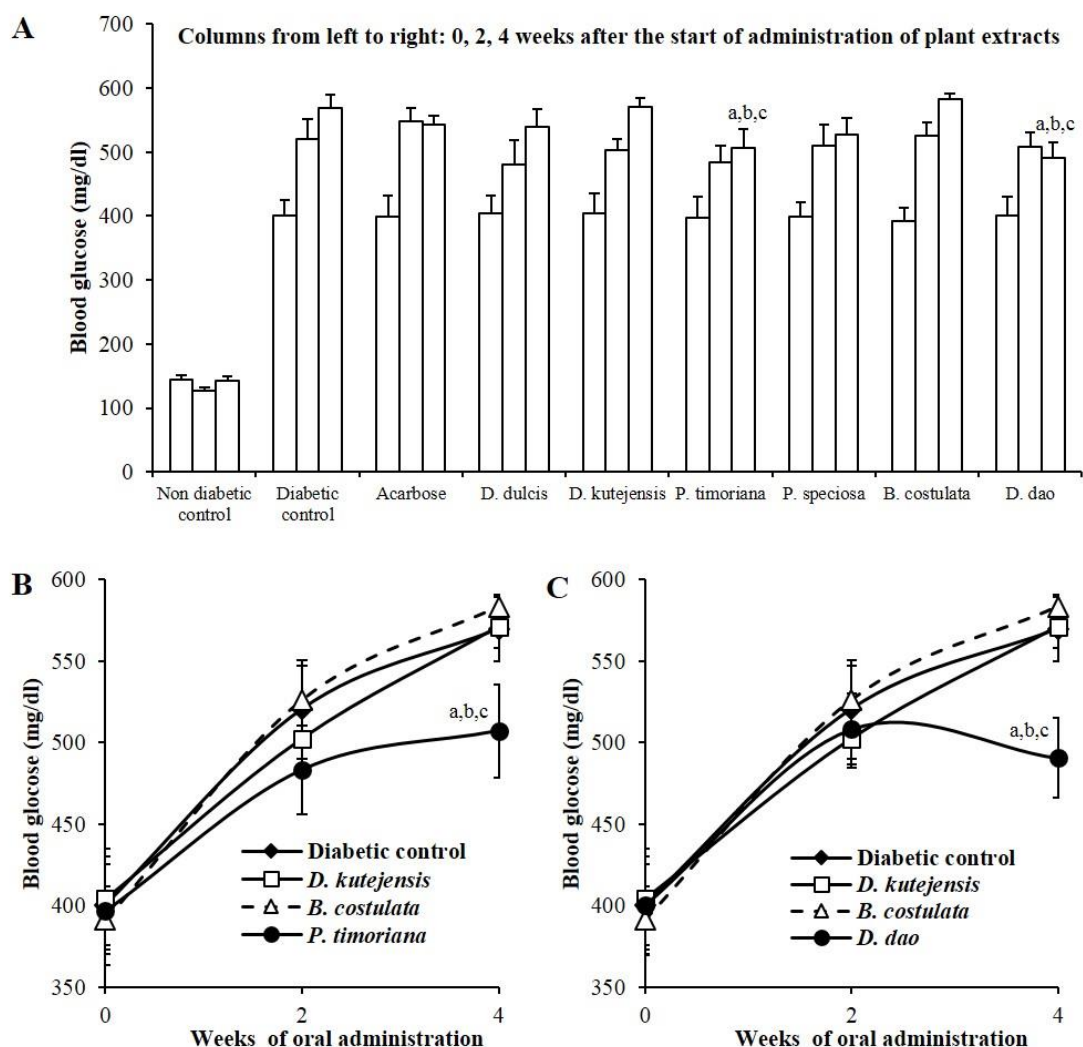 A
Columns from left to right: 0, 2, 4 weeks after the start of administration of plant extracts
Blood glucose (mg/dl)
700
600
500
400
300
200
100
0
a,b,c
a,b,c
Non diabetic
control
Diabetic
control
Acarbose
D. dulcis
D. kutejensis
P. timoriana
P. speciosa
B. costulata
D. dao
B
Blood glocose (mg/dl)
600
550
500
450
400
350
a,b,c
Diabetic control
D. kutejensis
B. costulata
P. timoriana
0
2
4
Weeks of oral administration
C
Blood glocose (mg/dl)
600
550
500
450
400
350
a,b,c
Diabetic control
D. kutejensis
B. costulata
D. dao
0
2
4
Weeks of oral administration